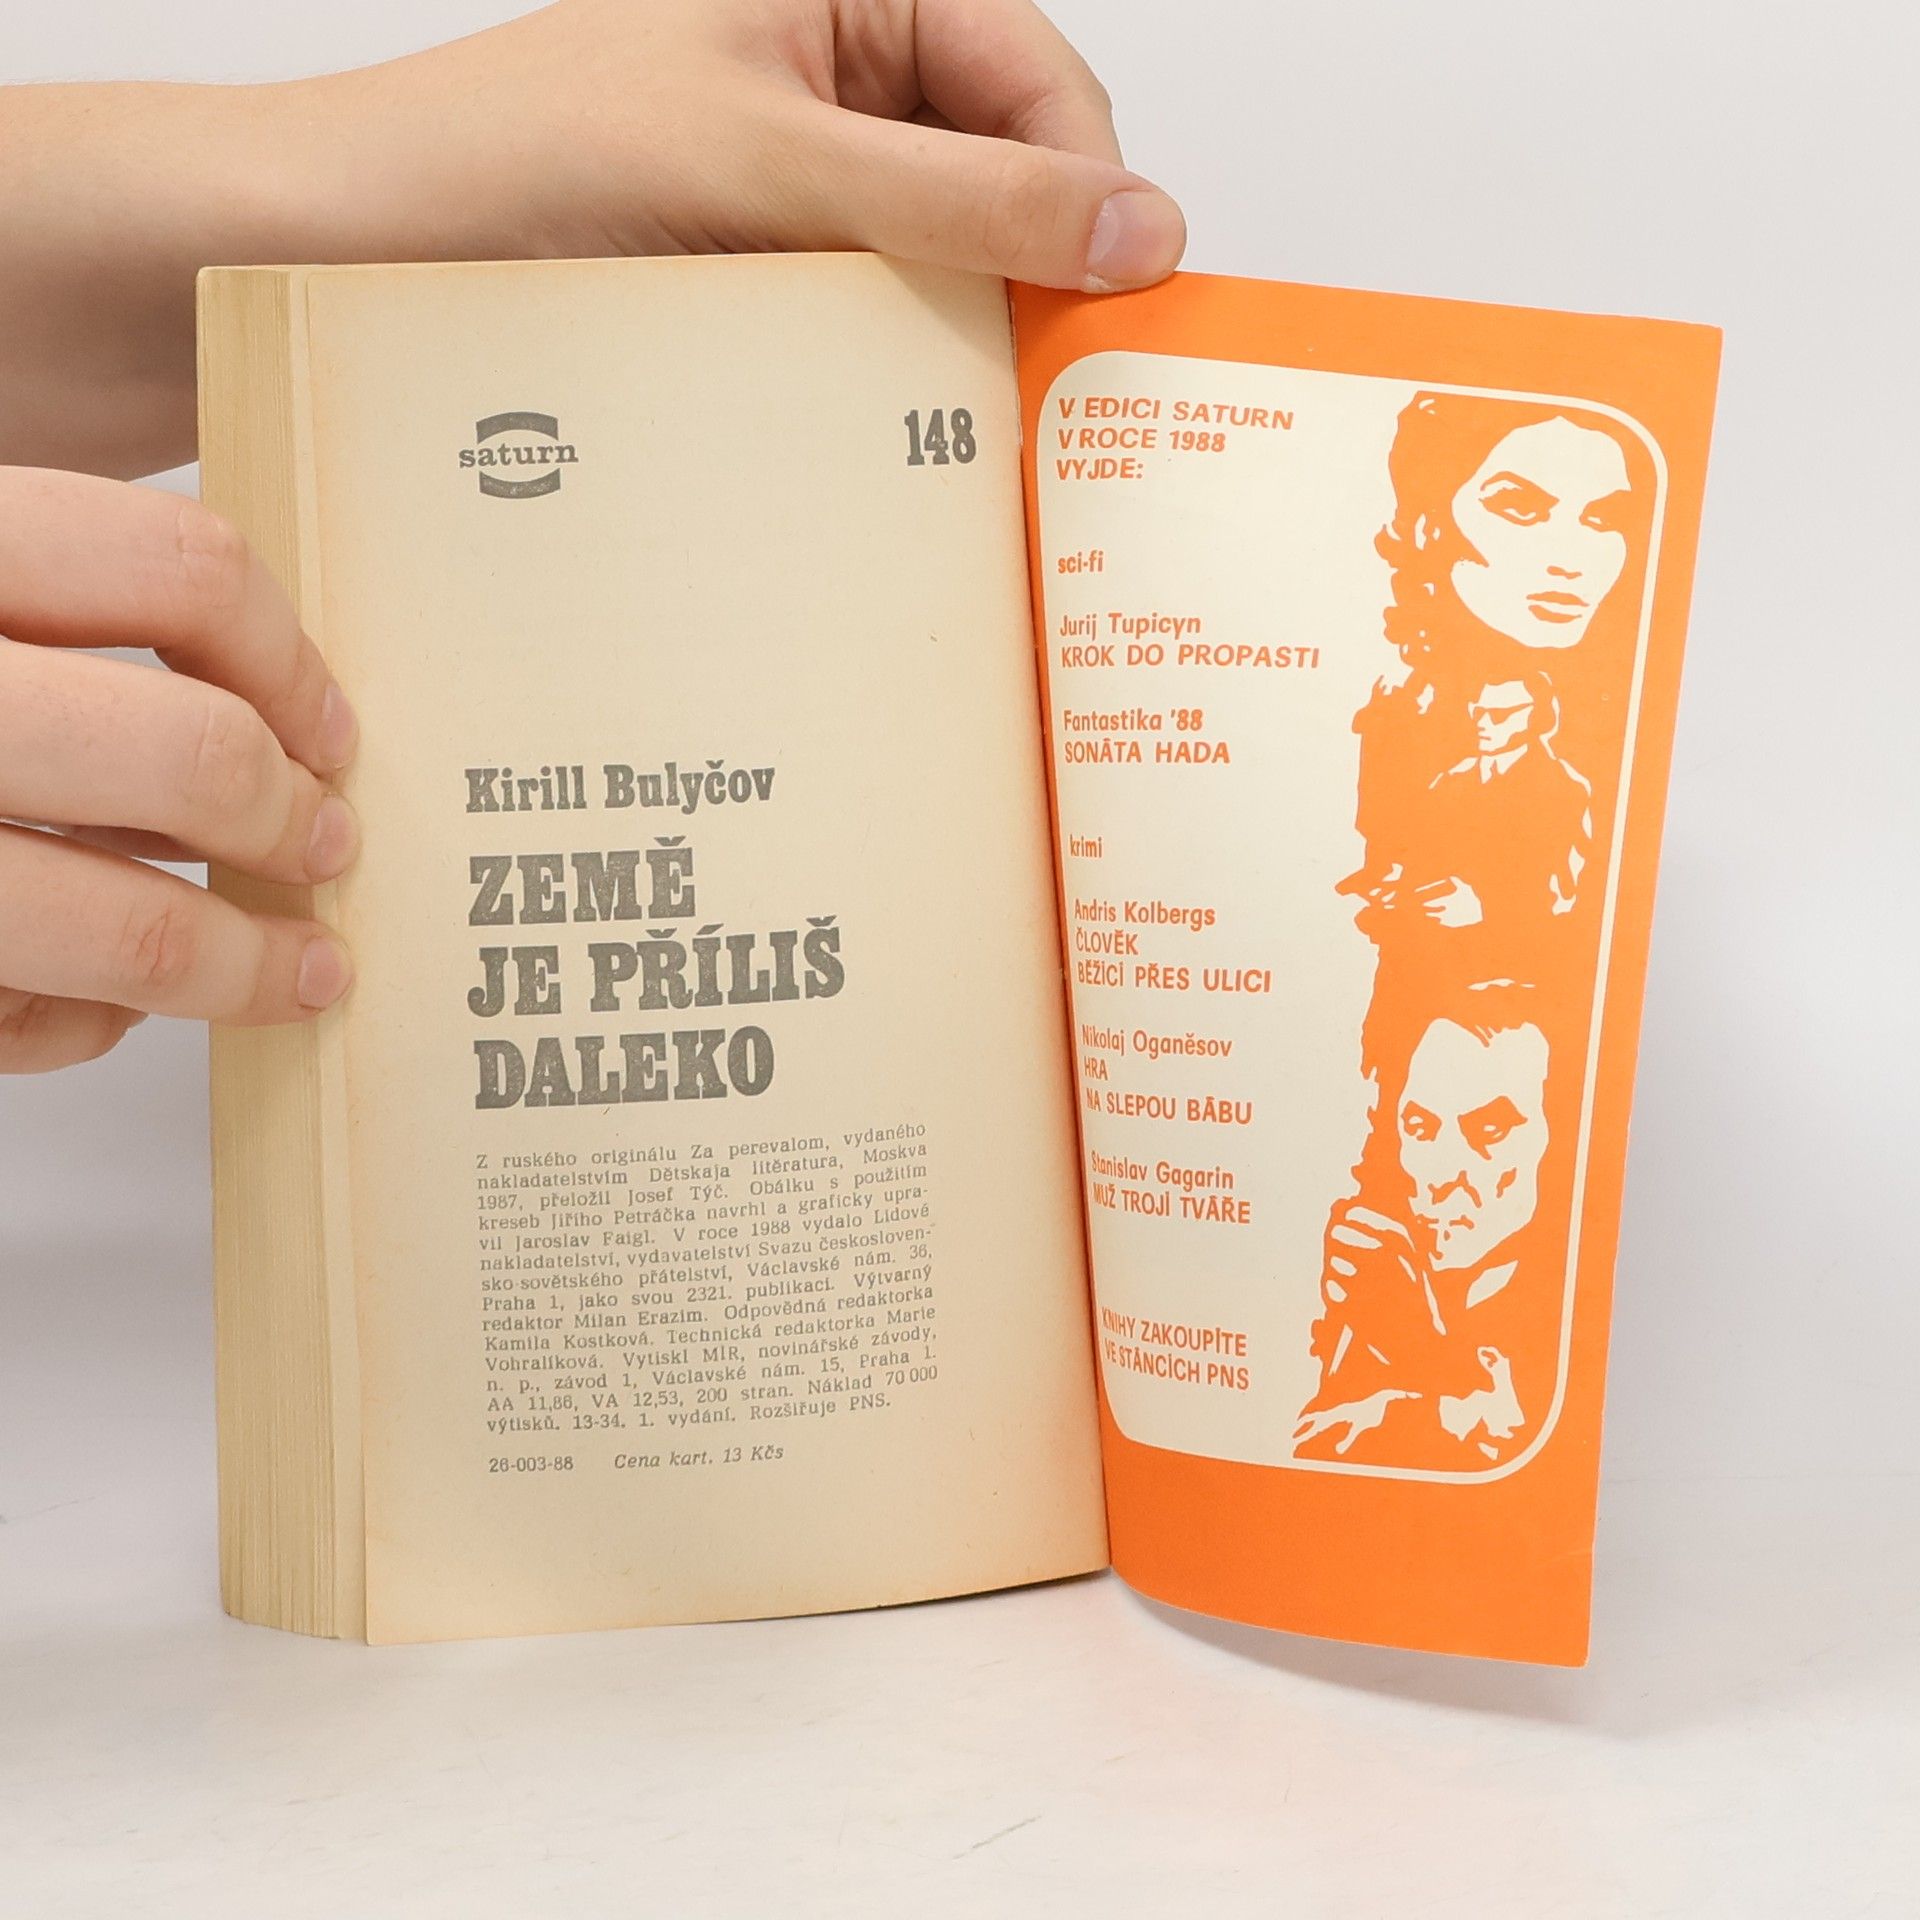 saturn
148
Kirill Bulyčov
ZEMĚ
JE PŘÍLIŠ
DALEKO
Z ruského originálu Za perevalom, vydaného
nakladatelstvím Dětskaja litěratura, Moskva
1987, přeložil Josef Týč. Obálku s použitím
kreseb Jiřího Petráčka navrhl a graficky upra-
vil Jaroslav Faigl. V roce 1988 vydalo Lidové
nakladatelství, vydavatelství Svazu českosloven-
sko-sovětského přátelství, Václavské nám. 36,
Praha 1, jako svou 2321. publikaci. Výtvarný
redaktor Milan Erazim. Odpovědná redaktorka
Kamila Kostková. Technická redaktorka Marie
Vohralíková. Vytiskl MÍR, novinářské závody,
n. p., závod 1, Václavské nám. 15, Praha 1.
AA 11,86, VA 12,53, 200 stran. Náklad 70 000
výtisků. 13-34. 1. vydání. Rozšiřuje PNS.
26-003-88 Cena kart. 13 Kčs
V EDICI SATURN
V ROCE 1988
VYJDE:
sci-fi
Jurij Tupicyn
KROK DO PROPASTI
Fantastika '88
SONÁTA HADA
krimi
Andris Kolbergs
ČLOVĚK
BĚŽÍCÍ PŘES ULICI
Nikolaj Oganěsov
HRA
NA SLEPOU BÁBU
Stanislav Gagarin
MUŽ TROJÍ TVÁŘE
KNIHY ZAKOUPÍTE
VE STÁNCÍCH PNS